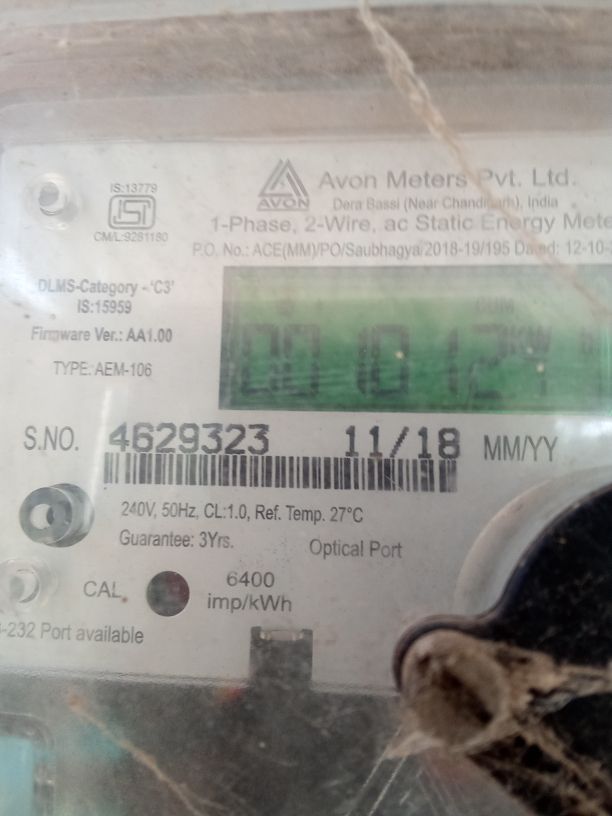 IS:13779
ISI
CM/L:9281180
AVON
Avon Meters Pvt. Ltd.
Dera Bassi (Near Chandigarh), India
1-Phase, 2-Wire, ac Static Energy Mete
P.O. No.: ACE(MM)/PO/Saubhagya/2018-19/195 Dated: 12-10-
DLMS-Category - 'C3'
IS:15959
Firmware Ver.: AA1.00
TYPE: AEM-106
CUM
S.NO. 4629323 11/18 MM/YY
240V, 50Hz, CL:1.0, Ref. Temp. 27°C
Guarantee: 3Yrs.
Optical Port
CAL.
6400
imp/kWh
-232 Port available